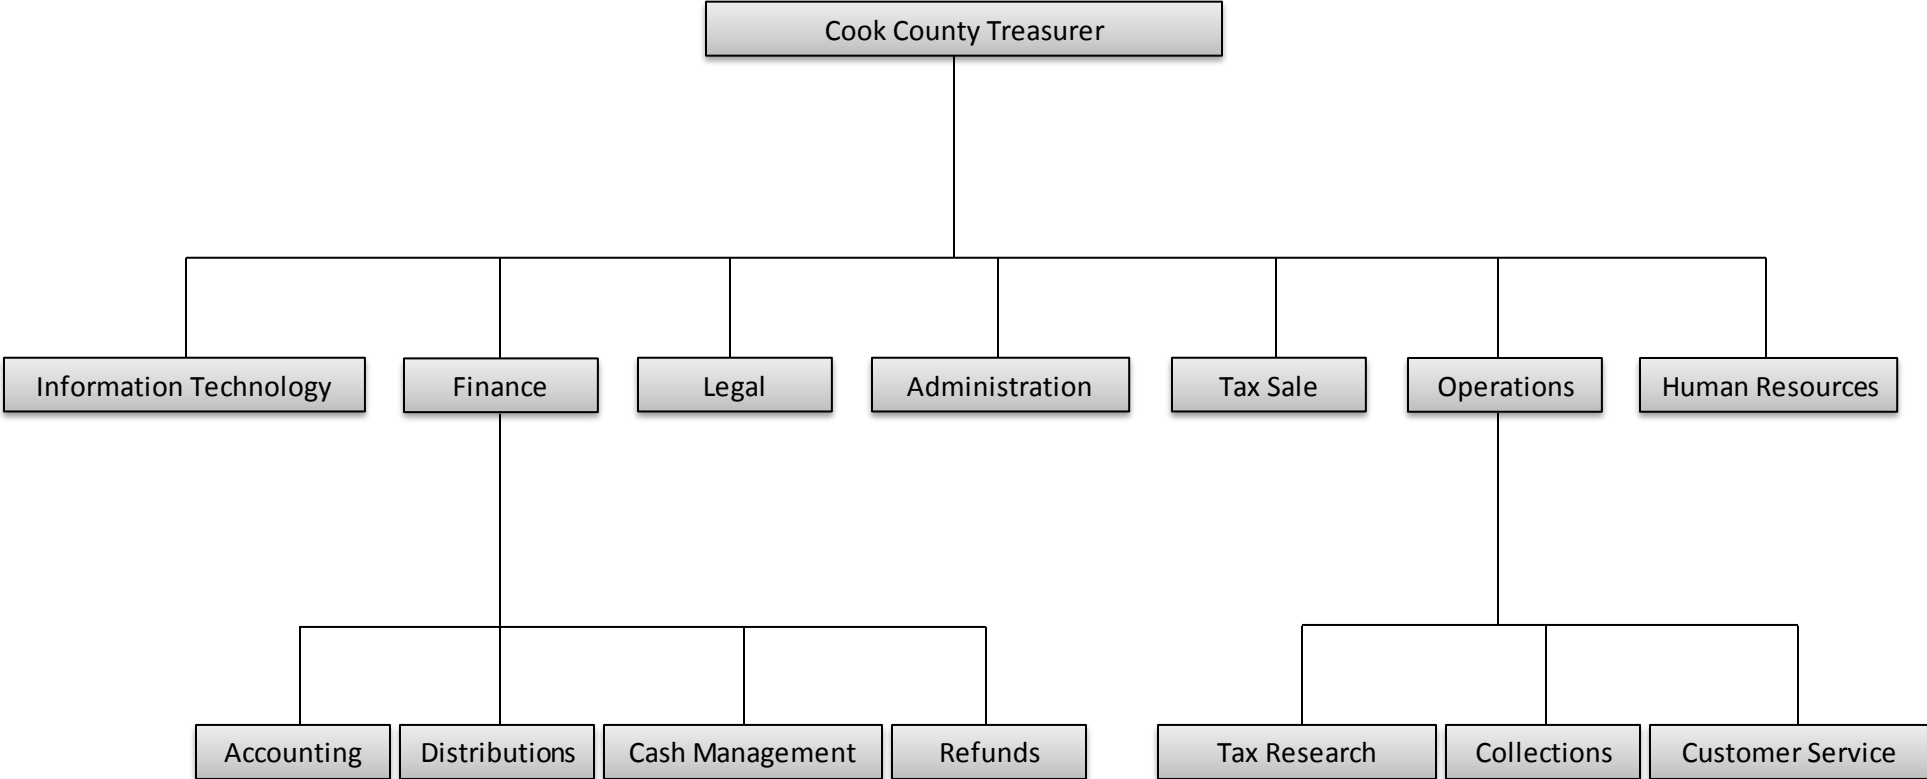 Cook County Treasurer
Information Technology
Finance
Legal
Administration
Tax Sale
Operations
Human Resources
Accounting
Distributions
Cash Management
Refunds
Tax Research
Collections
Customer Service